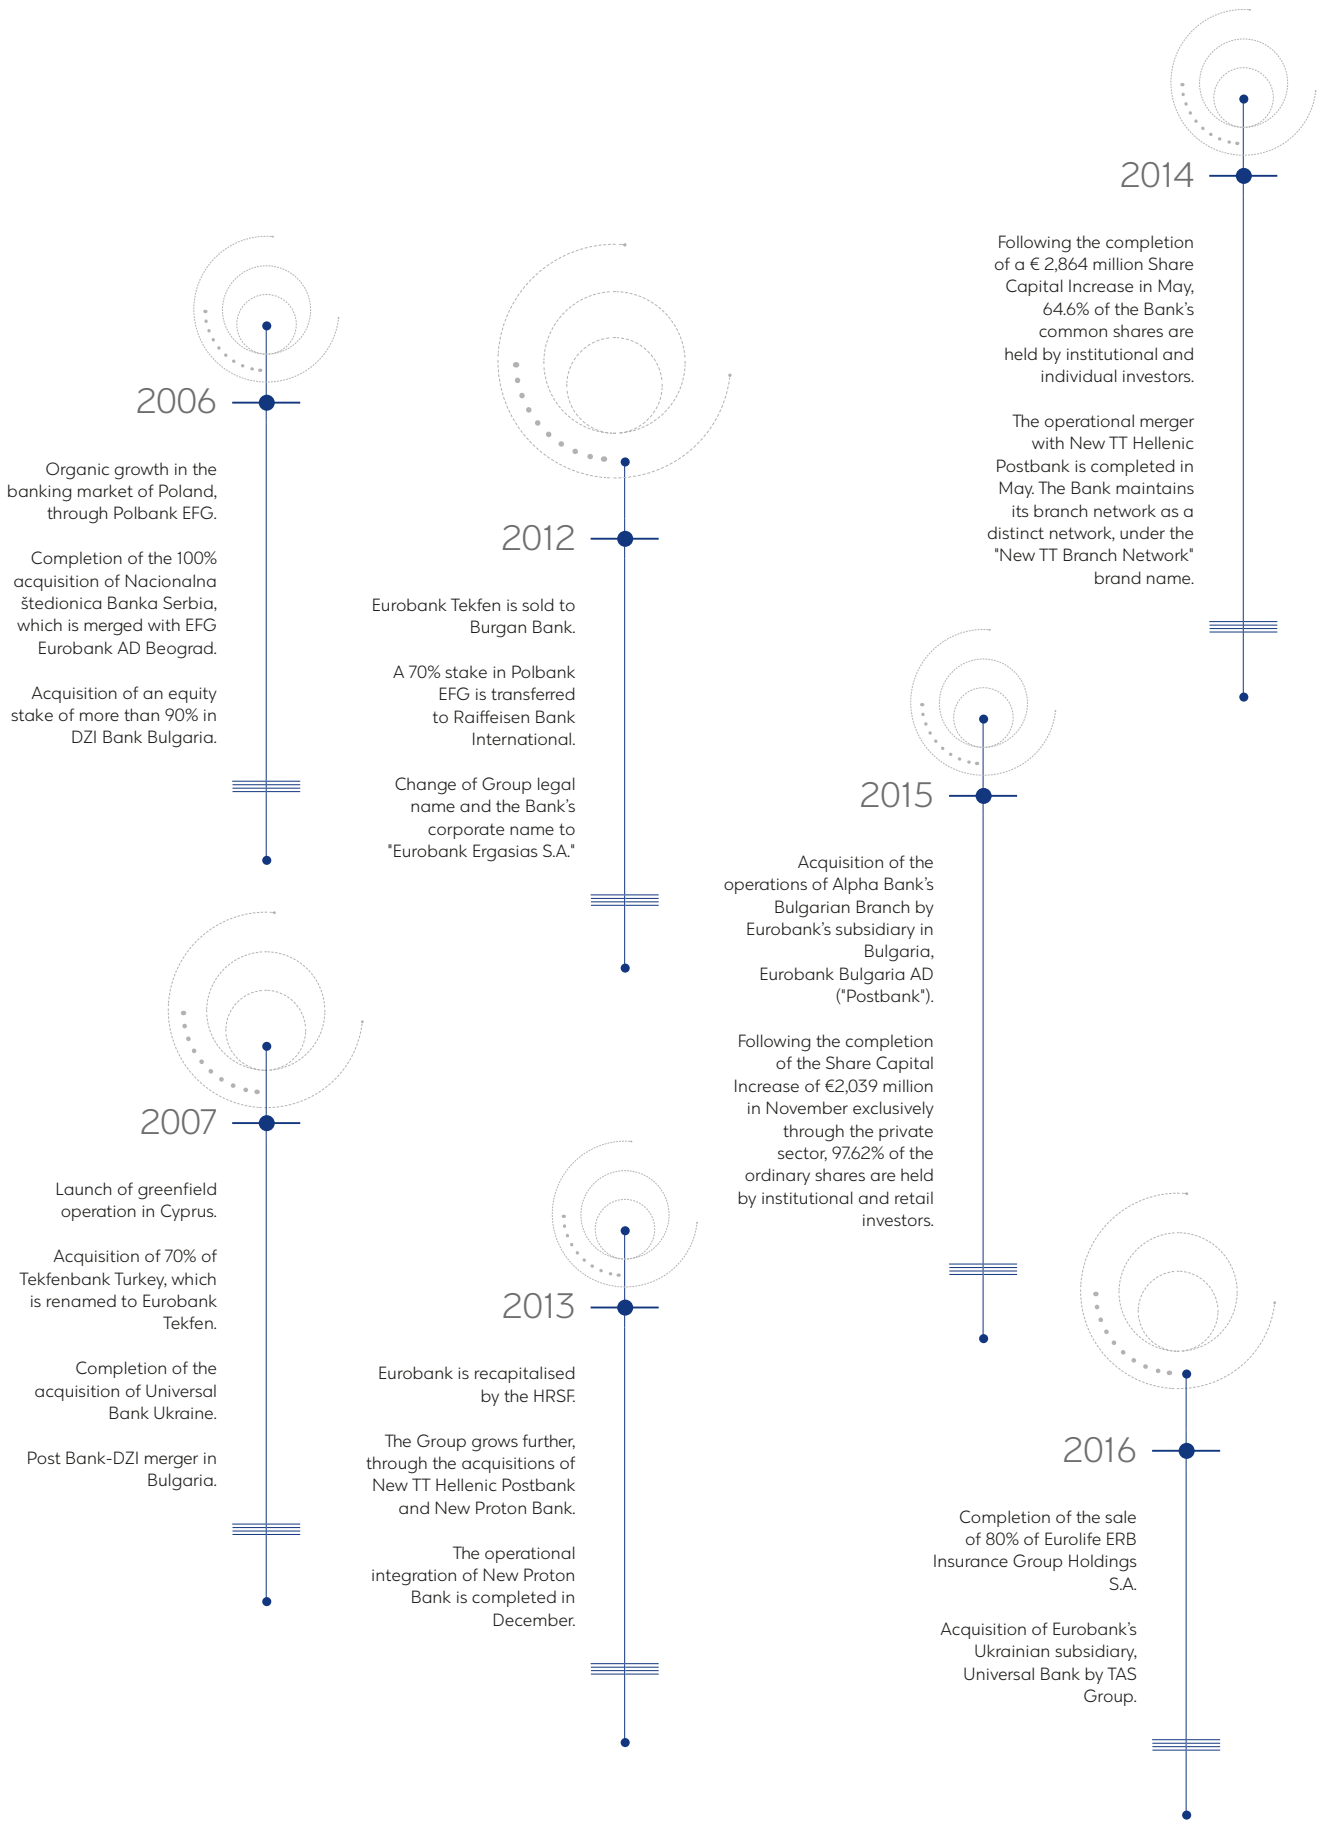 2006
Organic growth in the
banking market of Poland,
through Polbank EFG.
Completion of the 100%
acquisition of Nacionalna
štedionica Banka Serbia,
which is merged with EFG
Eurobank AD Beograd.
Acquisition of an equity
stake of more than 90% in
DZI Bank Bulgaria.
2007
Launch of greenfield
operation in Cyprus.
Acquisition of 70% of
Tekfenbank Turkey, which
is renamed to Eurobank
Tekfen.
Completion of the
acquisition of Universal
Bank Ukraine.
Post Bank-DZI merger in
Bulgaria.
2012
Eurobank Tekfen is sold to
Burgan Bank.
A 70% stake in Polbank
EFG is transferred
to Raiffeisen Bank
International.
Change of Group legal
name and the Bank's
corporate name to
"Eurobank Ergasias S.A."
2013
Eurobank is recapitalised
by the HRSF.
The Group grows further,
through the acquisitions of
New TT Hellenic Postbank
and New Proton Bank.
The operational
integration of New Proton
Bank is completed in
December.
2014
Following the completion
of a € 2,864 million Share
Capital Increase in May,
64.6% of the Bank's
common shares are
held by institutional and
individual investors.
The operational merger
with New TT Hellenic
Postbank is completed in
May. The Bank maintains
its branch network as a
distinct network, under the
"New TT Branch Network"
brand name.
2015
Acquisition of the
operations of Alpha Bank's
Bulgarian Branch by
Eurobank's subsidiary in
Bulgaria,
Eurobank Bulgaria AD
("Postbank").
Following the completion
of the Share Capital
Increase of €2,039 million
in November exclusively
through the private
sector, 97.62% of the
ordinary shares are held
by institutional and retail
investors.
2016
Completion of the sale
of 80% of Eurolife ERB
Insurance Group Holdings
S.A.
Acquisition of Eurobank's
Ukrainian subsidiary,
Universal Bank by TAS
Group.